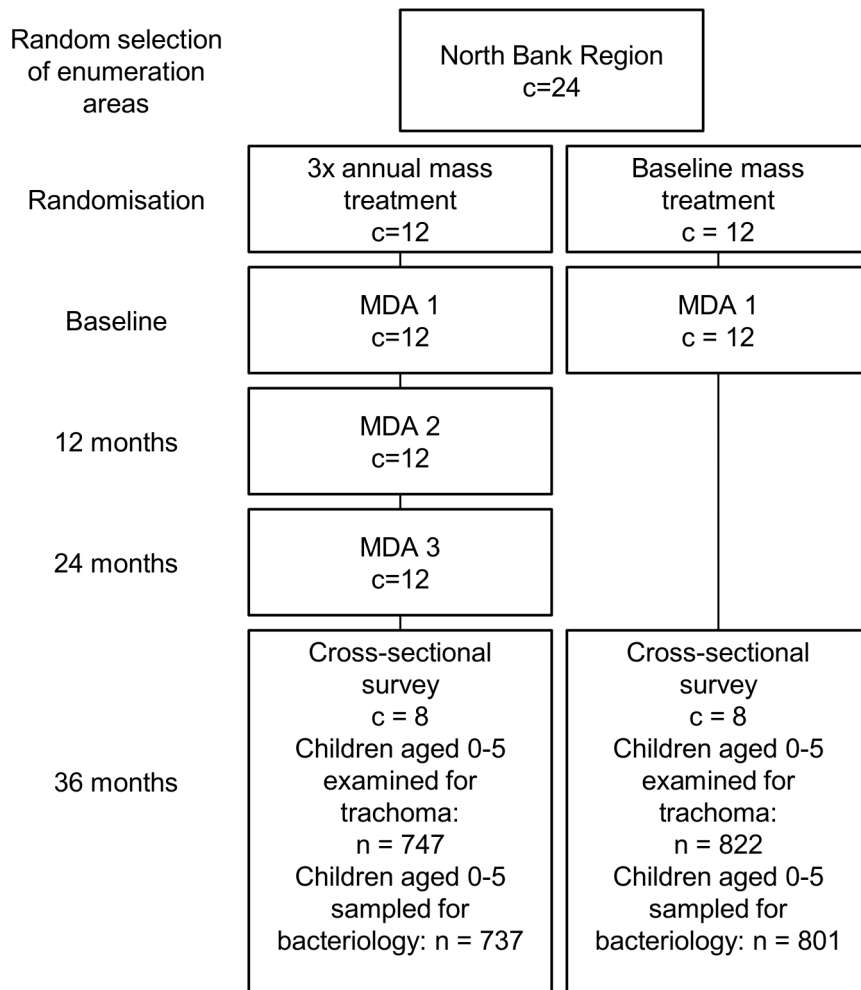 Random selection
of enumeration
areas
North Bank Region
c=24
Randomisation
3x annual mass
treatment
c=12
Baseline mass
treatment
c = 12
Baseline
MDA 1
c=12
MDA 1
c = 12
12 months
MDA 2
c=12
24 months
MDA 3
c=12
36 months
Cross-sectional
survey
c = 8
Children aged 0-5
examined for
trachoma:
n = 747
Children aged 0-5
sampled for
bacteriology: n = 737
Cross-sectional
survey
c = 8
Children aged 0-5
examined for
trachoma:
n = 822
Children aged 0-5
sampled for
bacteriology: n = 801